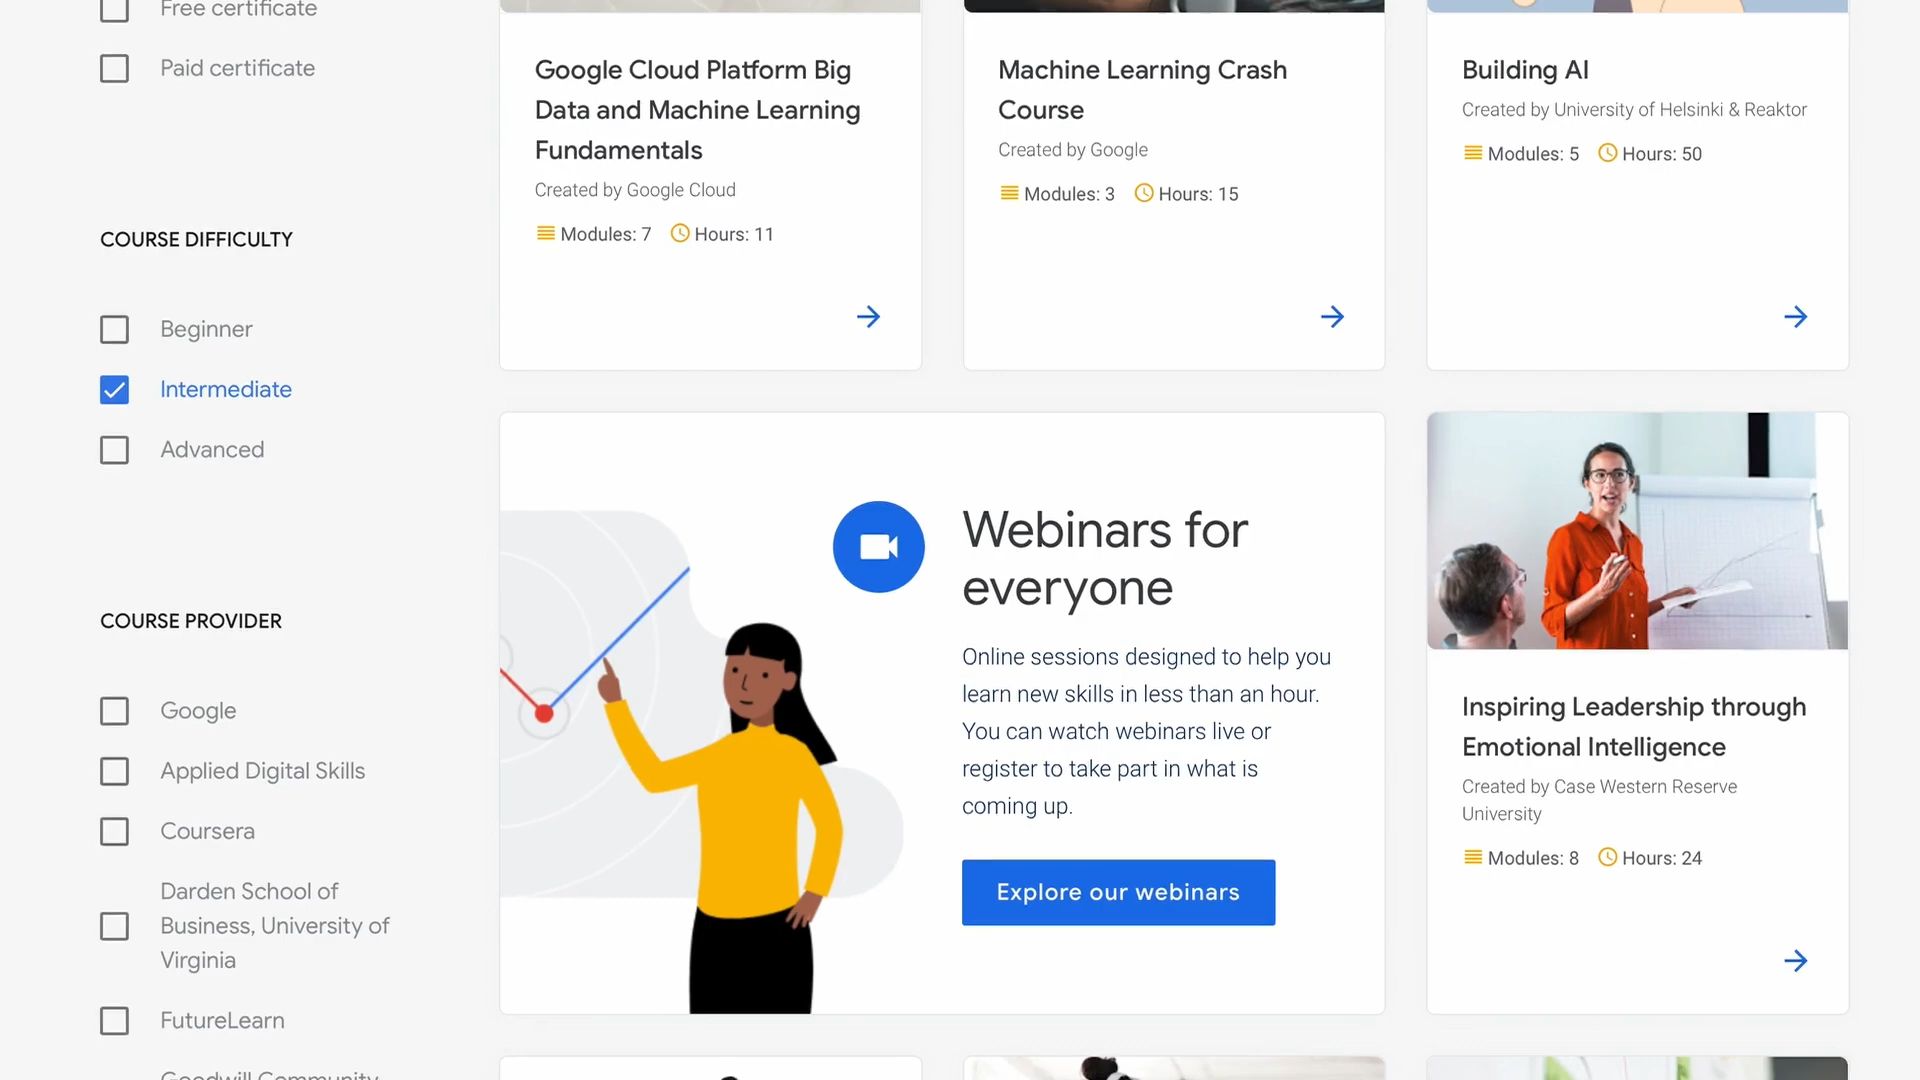 Free certificate
Paid certificate
COURSE DIFFICULTY
Beginner
Intermediate
Advanced
COURSE PROVIDER
Google
Applied Digital Skills
Coursera
Darden School of
Business, University of
Virginia
FutureLearn
Goodwill Community
Google Cloud Platform Big
Data and Machine Learning
Fundamentals
Created by Google Cloud
Modules: 7 Hours: 11
Machine Learning Crash
Course
Created by Google
Modules: 3 Hours: 15
Building AI
Created by University of Helsinki & Reaktor
Modules: 5 Hours: 50
Webinars for
everyone
Online sessions designed to help you
learn new skills in less than an hour.
You can watch webinars live or
register to take part in what is
coming up.
Explore our webinars
Inspiring Leadership through
Emotional Intelligence
Created by Case Western Reserve
University
Modules: 8 Hours: 24